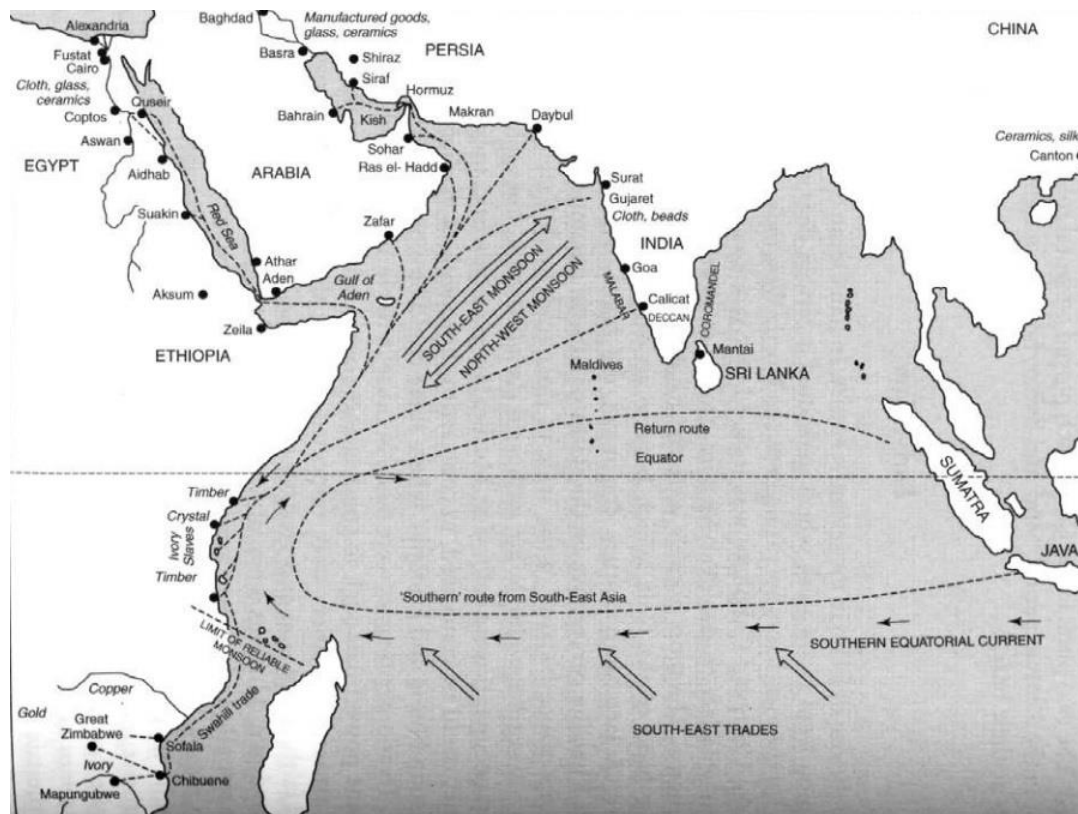 Alexandria
Fustat
Cairo
Cloth, glass,
ceramics
Coptos
Quseir
Aswan
EGYPT
Aidhab
Suakin
Red Sea
Athar
Aden
Aksum
Zeila
ETHIOPIA
Baghdad
Manufactured goods,
glass, ceramics
Basra
Shiraz
PERSIA
Siraf
Hormuz
Bahrain
Kish
Makran
Daybul
Sohar
Ras el- Hadd
ARABIA
Zafar
Gulf of
Aden
CHINA
Ceramics, silk
Canton
Surat
Gujaret
Cloth, beads
INDIA
Goa
MALABAR
Calicat
DECCAN
COROMANDEL
Mantai
SRI LANKA
Maldives
SOUTH-EAST MONSOON
NORTH-WEST MONSOON
Return route
Equator
SUMATRA
JAVA
Timber
Crystal
Ivory
Slaves
Timber
'Southern' route from South-East Asia
LIMIT OF RELIABLE
MONSOON
SOUTHERN EQUATORIAL CURRENT
Copper
Swahili trade
Gold
Great
Zimbabwe
Sofala
Ivory
Chibuene
Mapungubwe
SOUTH-EAST TRADES